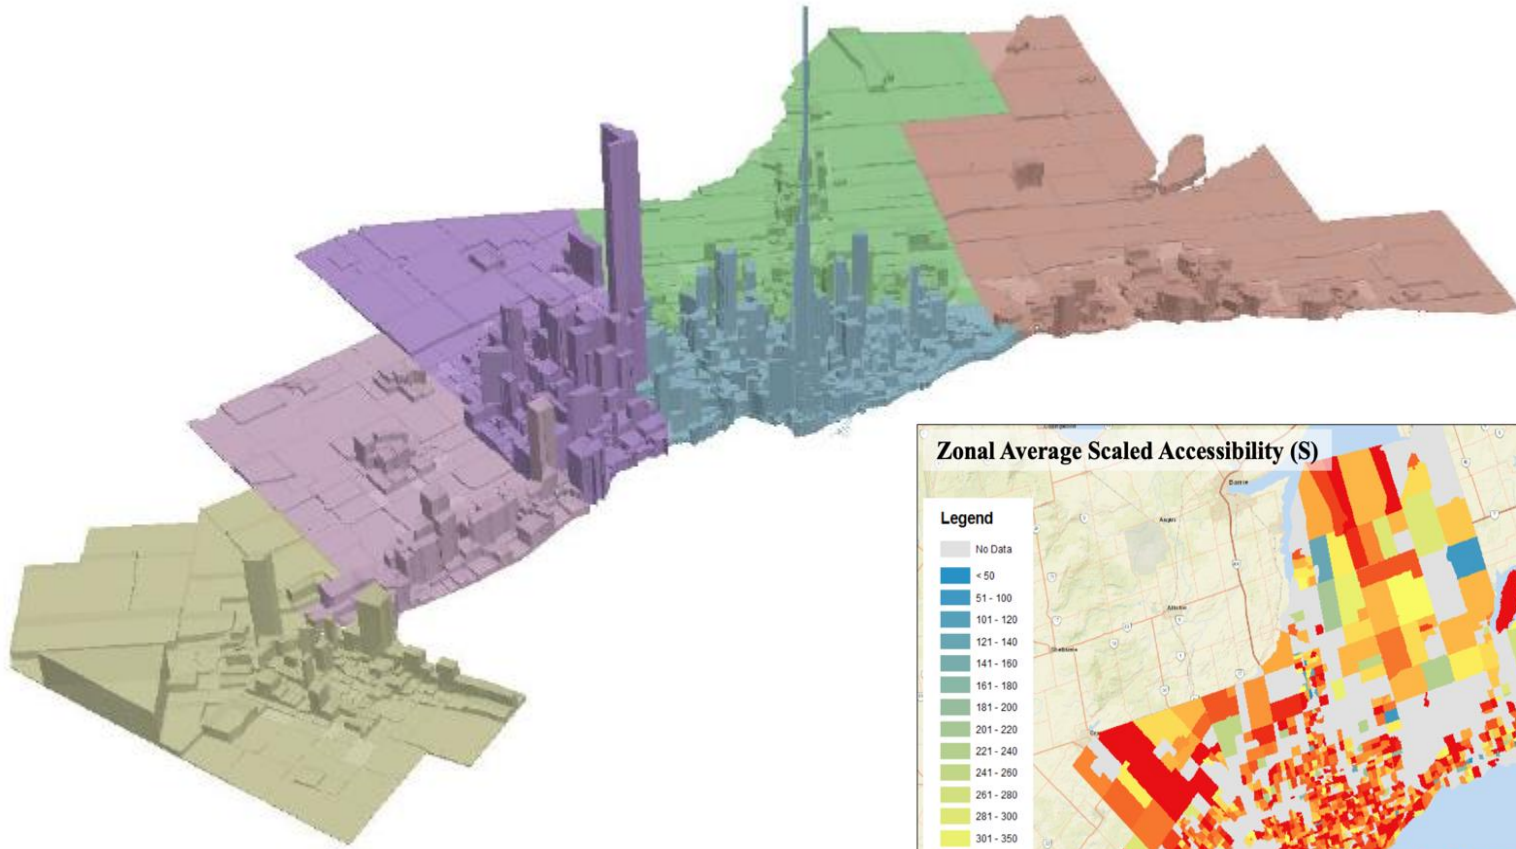 Zonal Average Scaled Accessibility (S)
Barrie
Legend
No Data
< 50
51 - 100
101 - 120
121 - 140
141 - 160
161 - 180
181 - 200
201 - 220
221 - 240
241 - 260
261 - 280
281 - 300
301 - 350